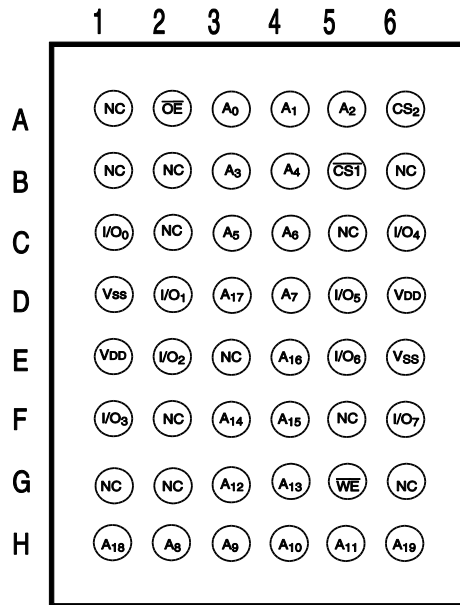 1 2 3 4 5 6
A NC OE A0 A1 A2 CS2
B NC NC A3 A4 CS1 NC
C I/O0 NC A5 A6 NC I/O4
D Vss I/O1 A17 A7 I/O5 VDD
E VDD I/O2 NC A16 I/O6 VSS
F I/O3 NC A14 A15 NC I/O7
G NC NC A12 A13 WE NC
H A18 A8 A9 A10 A11 A19